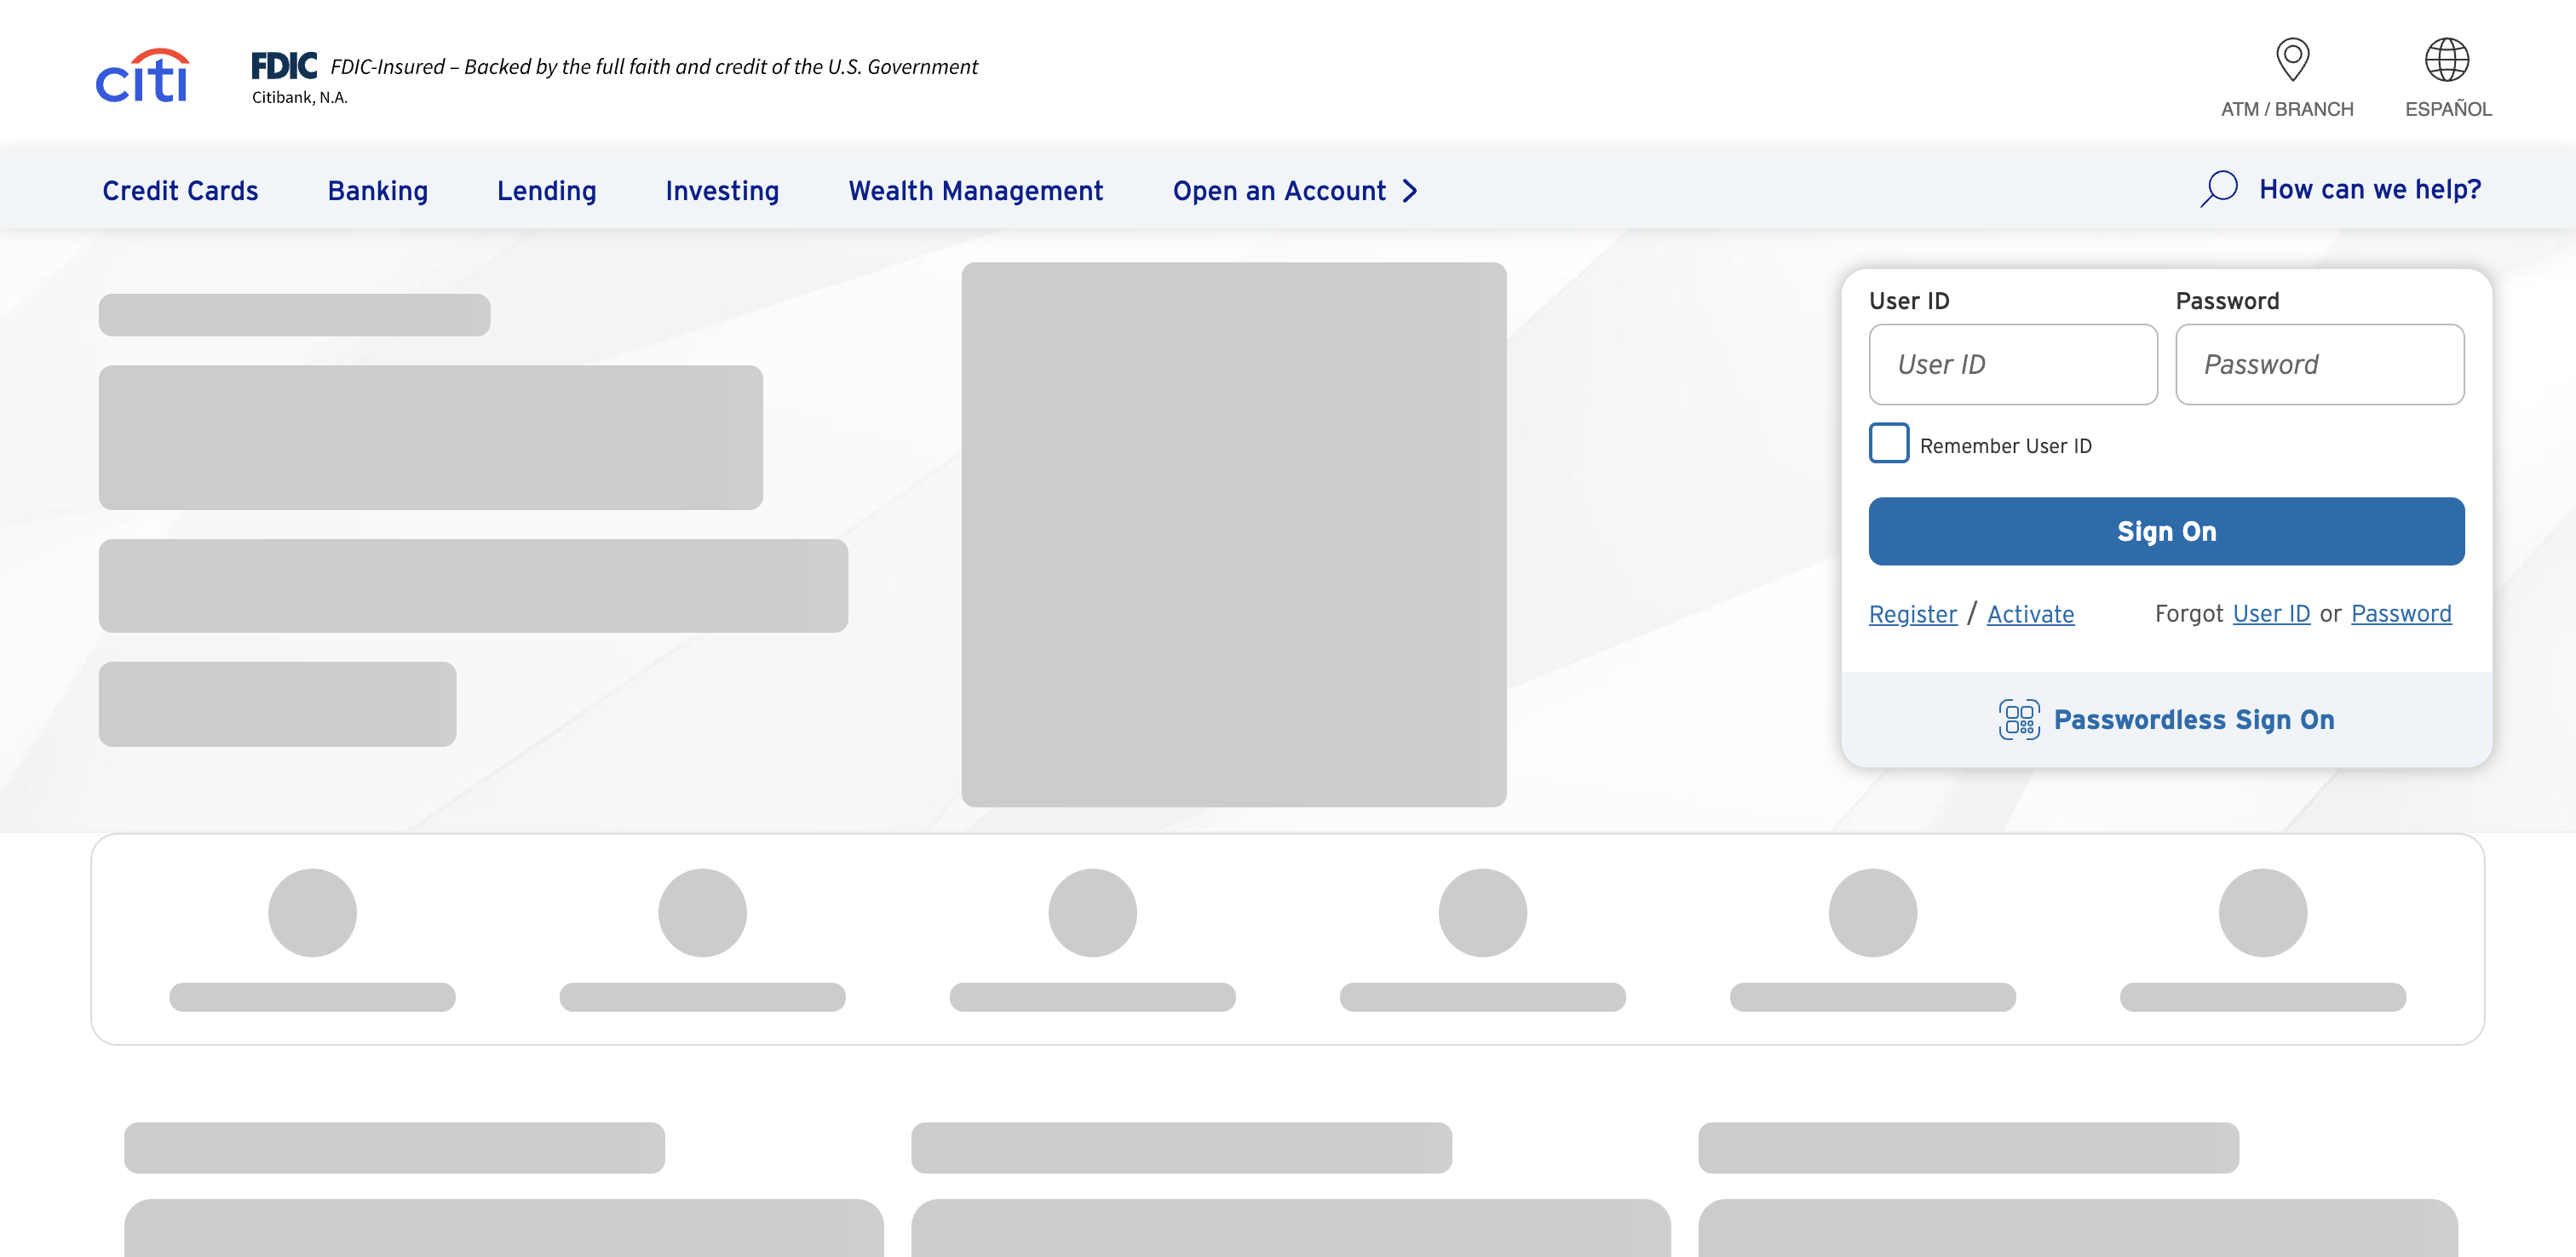 citi
FDIC FDIC-Insured – Backed by the full faith and credit of the U.S. Government
Citibank, N.A.
ATM / BRANCH
ESPAÑOL
Credit Cards
Banking
Lending
Investing
Wealth Management
Open an Account
How can we help?
User ID
Password
User ID
Password
Remember User ID
Sign On
Register / Activate
Forgot User ID or Password
Passwordless Sign On